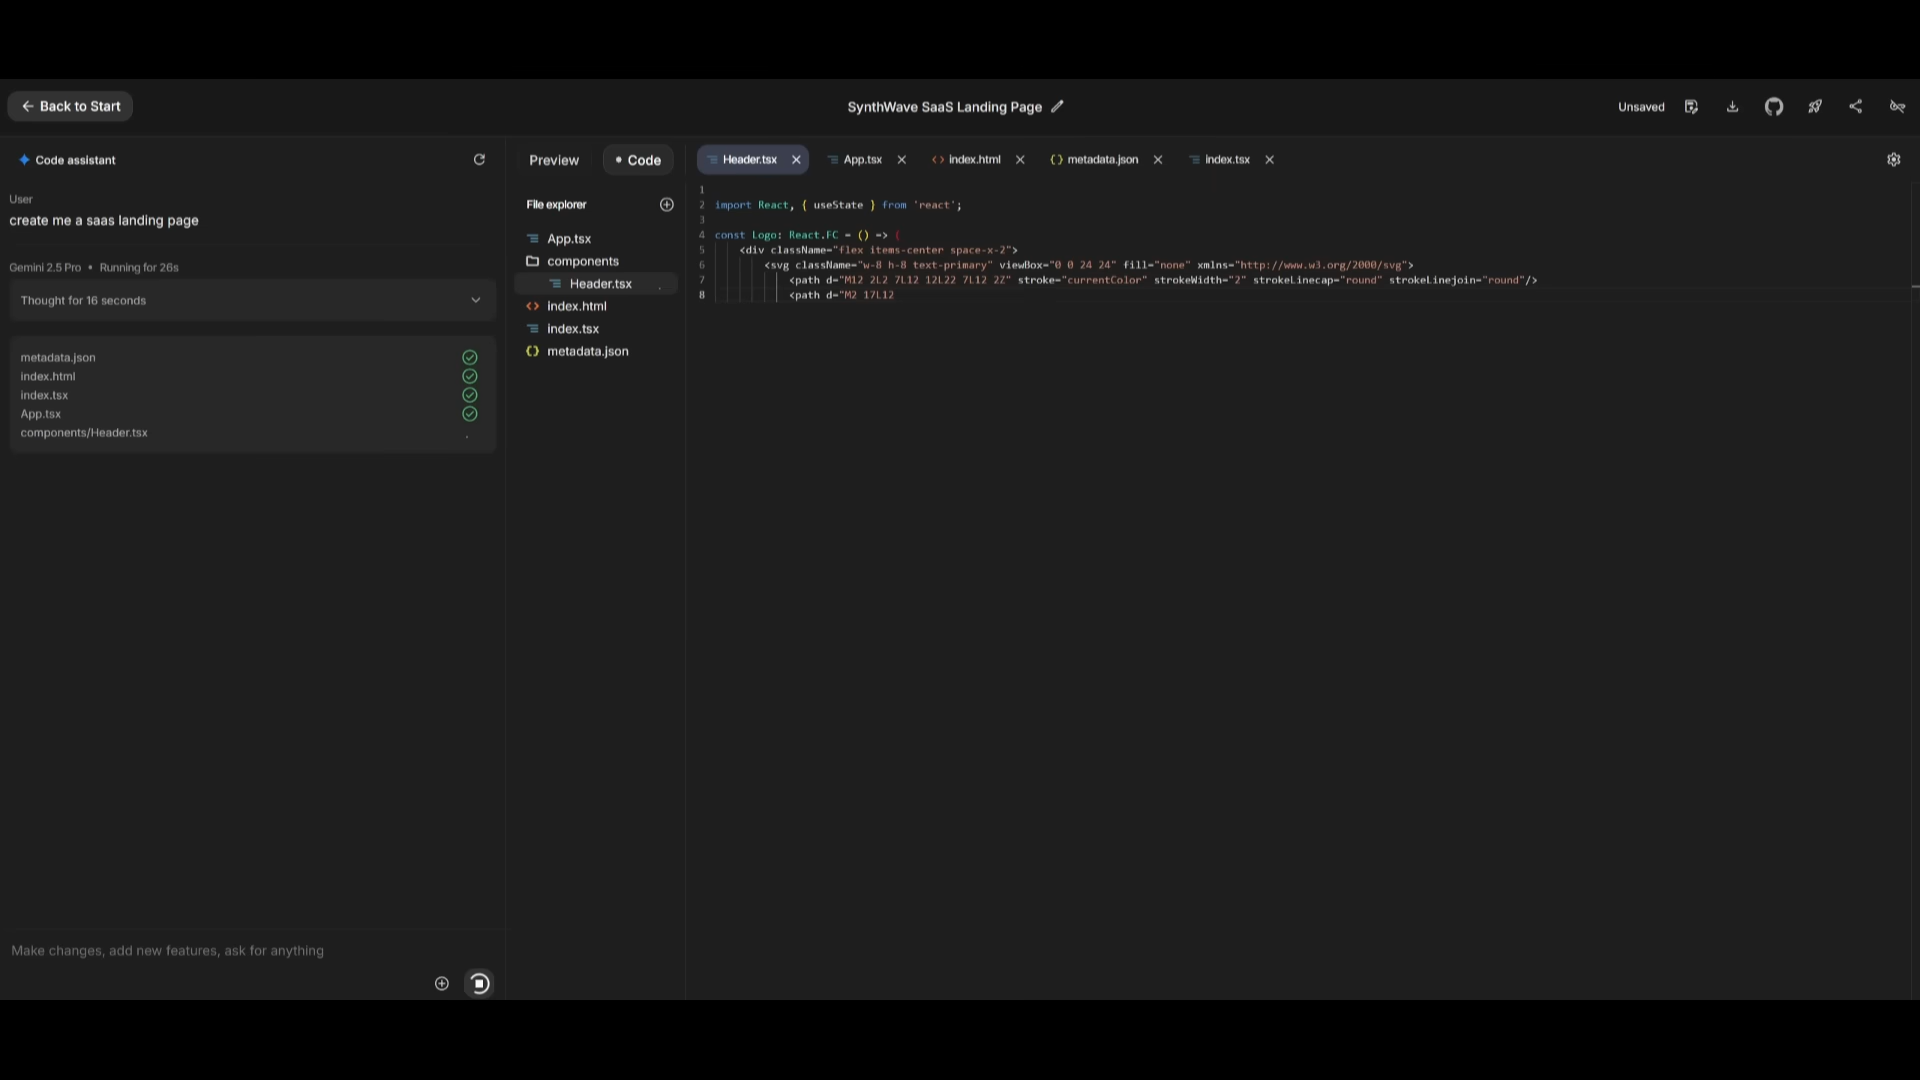 Back to Start
SynthWave SaaS Landing Page
Unsaved
Code assistant
User
create me a saas landing page
Gemini 2.5 Pro • Running for 26s
Thought for 16 seconds
metadata.json
index.html
index.tsx
App.tsx
components/Header.tsx
Make changes, add new features, ask for anything
Preview
Code
File explorer
App.tsx
components
Header.tsx
index.html
index.tsx
metadata.json
Header.tsx
App.tsx
index.html
metadata.json
index.tsx
1
2 import React, { useState } from 'react';
3
4 const Logo: React.FC = () => (
5 <div className="flex items-center space-x-2">
6 <svg className="w-8 h-8 text-primary" viewBox="0 0 24 24" fill="none" xmlns="http://www.w3.org/2000/svg">
7 <path d="M12 2L2 7L12 12L22 7L12 2Z" stroke="currentColor" strokeWidth="2" strokeLinecap="round" strokeLinejoin="round"/>
8 <path d="M2 17L12